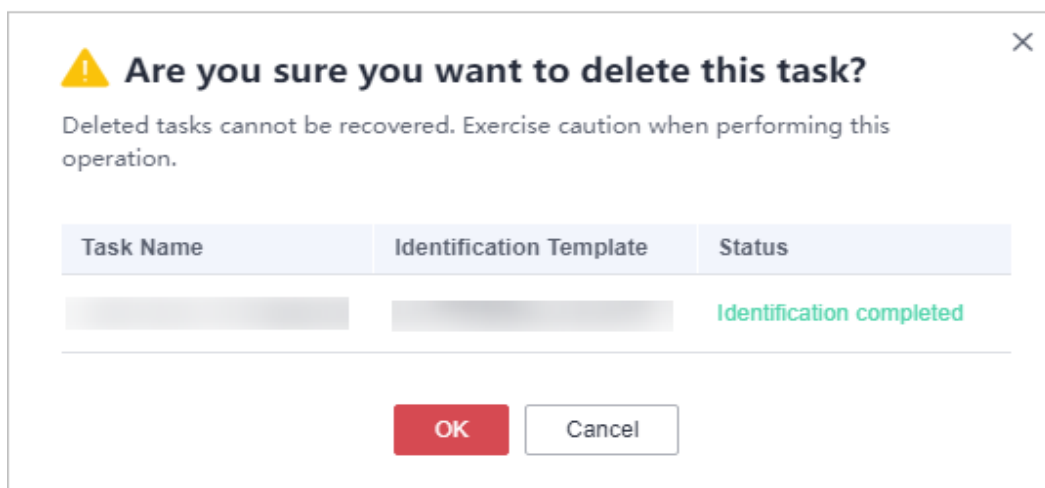 Are you sure you want to delete this task?
Deleted tasks cannot be recovered. Exercise caution when performing this
operation.
Task Name Identification Template Status
Identification completed
OK Cancel